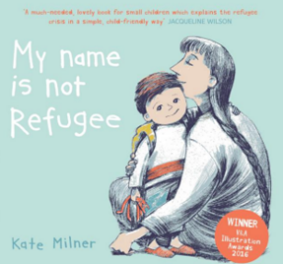 'A much-needed, lovely book for small children which explains the refugee
crisis in a simple, child-friendly way' JACQUELINE WILSON
My name
is not
Refugee
WINNER
V&A
Illustration
Awards
2016
Kate Milner